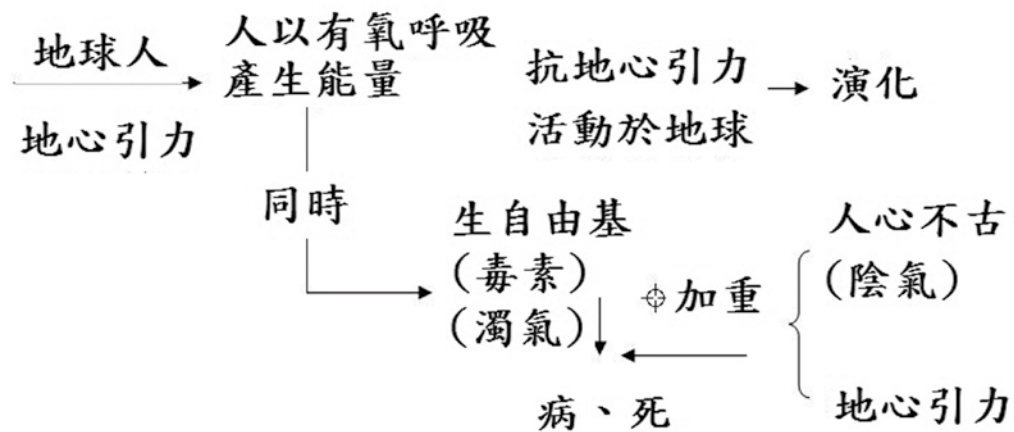 地球人
地心引力
人以有氧呼吸
產生能量
抗地心引力
活動於地球
演化
同時
生自由基
(毒素)
(濁氣)
加重
人心不古
(陰氣)
地心引力
病、死